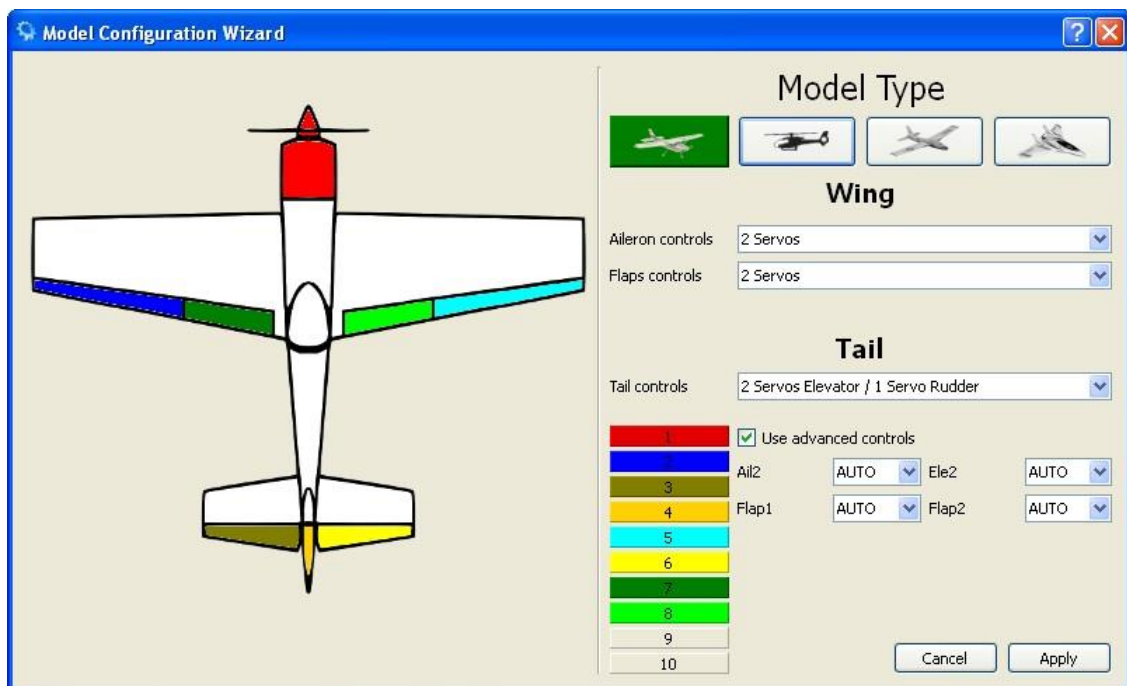 Model Configuration Wizard
Model Type
Wing
Aileron controls 2 Servos
Flaps controls 2 Servos
Tail
Tail controls 2 Servos Elevator / 1 Servo Rudder
Use advanced controls
Ail2 AUTO Ele2 AUTO
Flap1 AUTO Flap2 AUTO
1
2
3
4
5
6
7
8
9
10
Cancel Apply